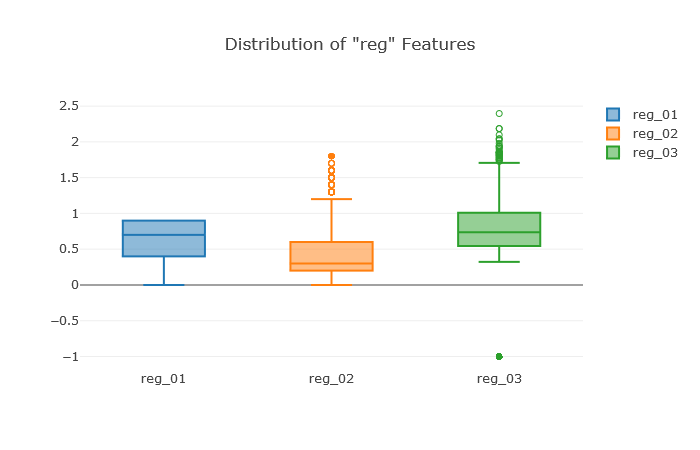 Distribution of "reg" Features
2.5
2
1.5
1
0.5
0
−0.5
−1
reg_01
reg_02
reg_03
reg_01
reg_02
reg_03